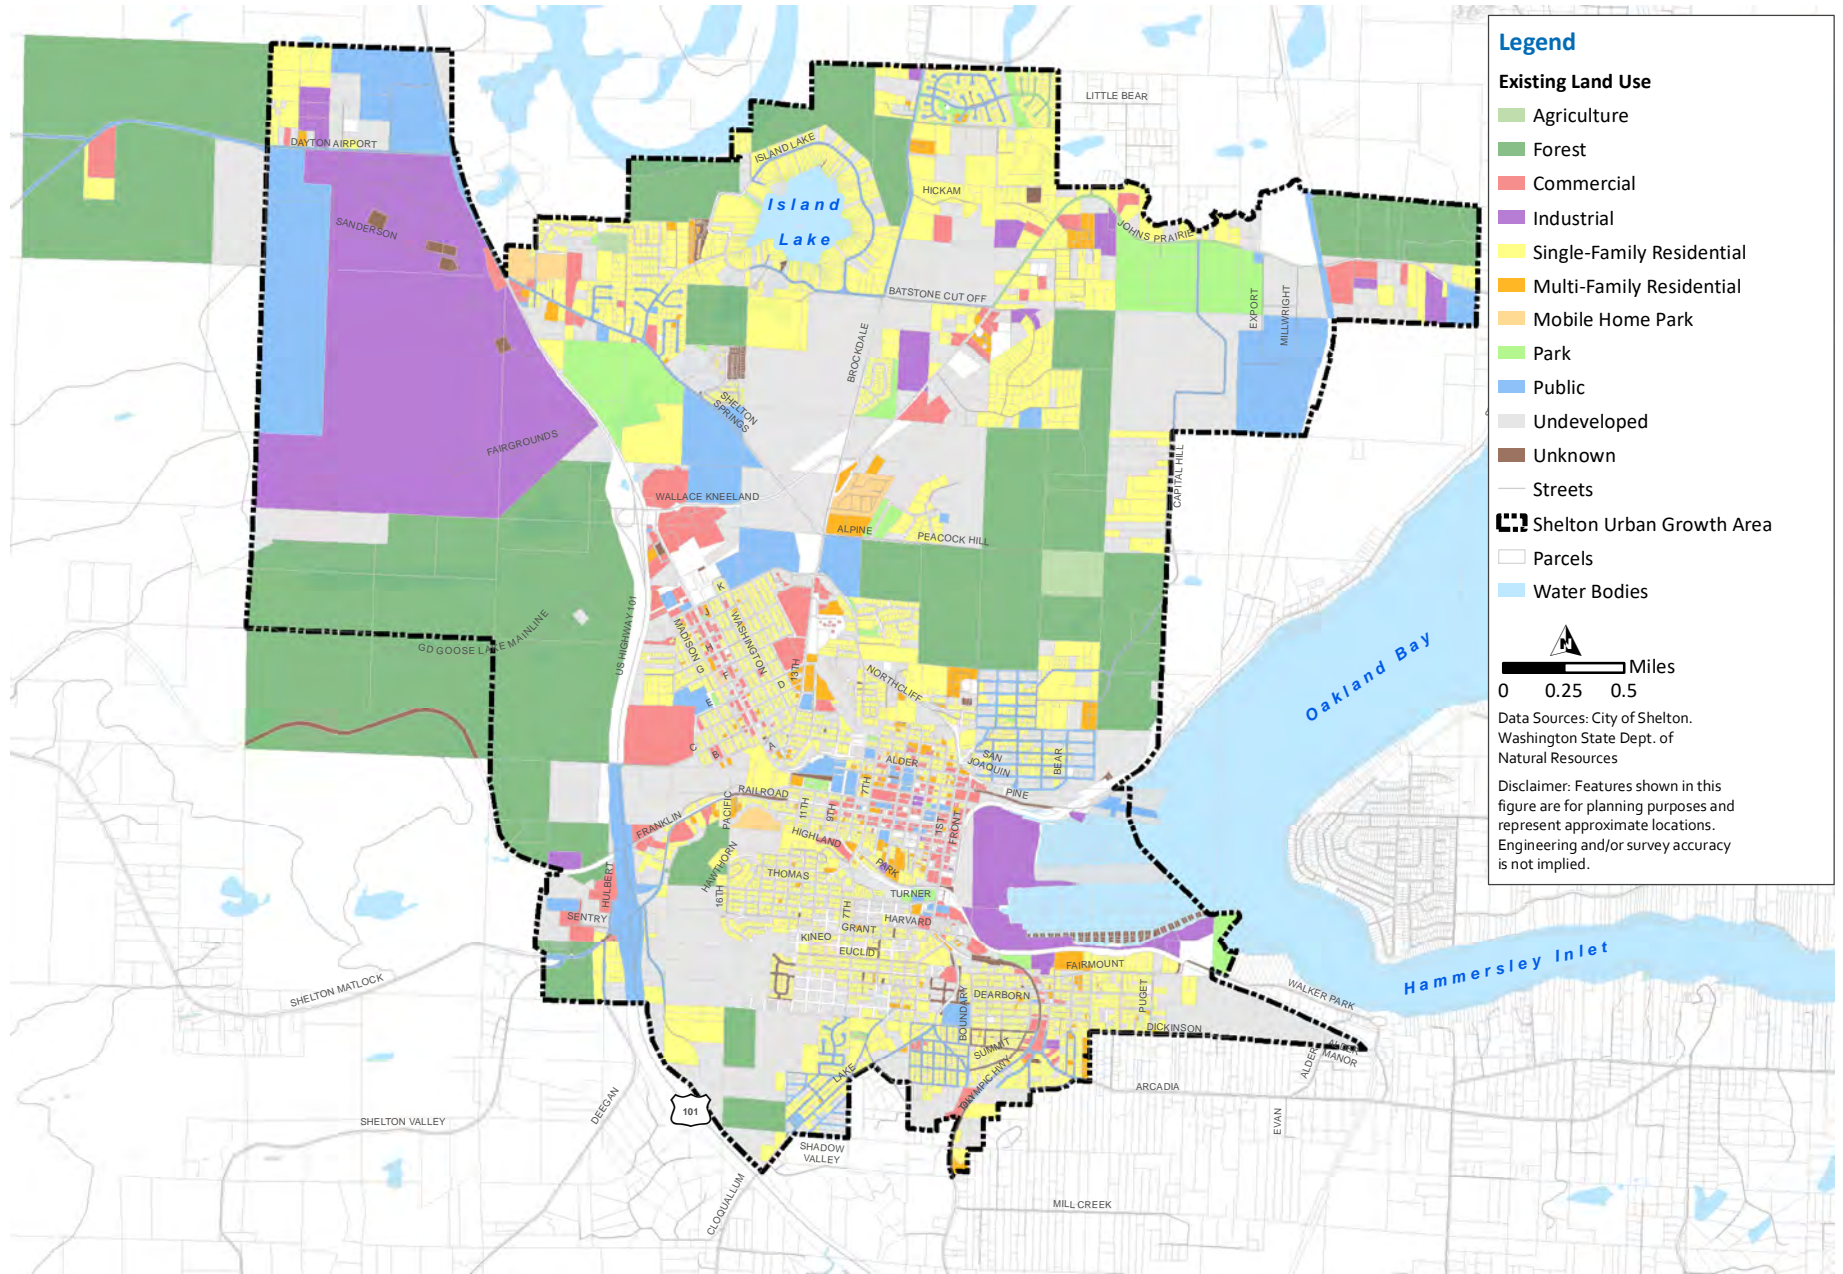 Legend
Existing Land Use
Agriculture
Forest
Commercial
Industrial
Single-Family Residential
Multi-Family Residential
Mobile Home Park
Park
Public
Undeveloped
Unknown
Streets
Shelton Urban Growth Area
Parcels
Water Bodies
N
Miles
0 0.25 0.5
Data Sources: City of Shelton.
Washington State Dept. of
Natural Resources
Disclaimer: Features shown in this
figure are for planning purposes and
represent approximate locations.
Engineering and/or survey accuracy
is not implied.
LITTLE BEAR
DAYTON AIRPORT
ISLAND LAKE
HICKAM
Island
Lake
SANDERSON
JOHNS PRAIRIE
BATSTONE CUT OFF
EXPORT
MILLWRIGHT
BROCKDALE
SHELTON
SPRINGS
FAIRGROUNDS
CAPITAL HILL
WALLACE KNEELAND
ALPINE
PEACOCK HILL
K
J
H
G
F
E
D
C
B
A
MADISON
WASHINGTON
13TH
US HIGHWAY 101
GD GOOSE LAKE MAINLINE
NORTHCLIFF
Oakland Bay
SAN
JOAQUIN
BEAR
ALDER
7TH
PINE
RAILROAD
PACIFIC
11TH
9TH
1ST
FRONT
FRANKLIN
HIGHLAND
PARK
HAWTHORN
THOMAS
16TH
HULBERT
TURNER
7TH
HARVARD
SENTRY
GRANT
KINEO
EUCLID
FAIRMOUNT
Hammersley Inlet
SHELTON MATLOCK
WALKER PARK
DEARBORN
PUGET
BOUNDARY
DICKINSON
SUMMIT
ALDER
MANOR
ALDER
LAKE
OLYMPIC HWY
ARCADIA
101
DEEGAN
EVAN
SHELTON VALLEY
SHADOW
VALLEY
CLOQUALLUM
MILL CREEK